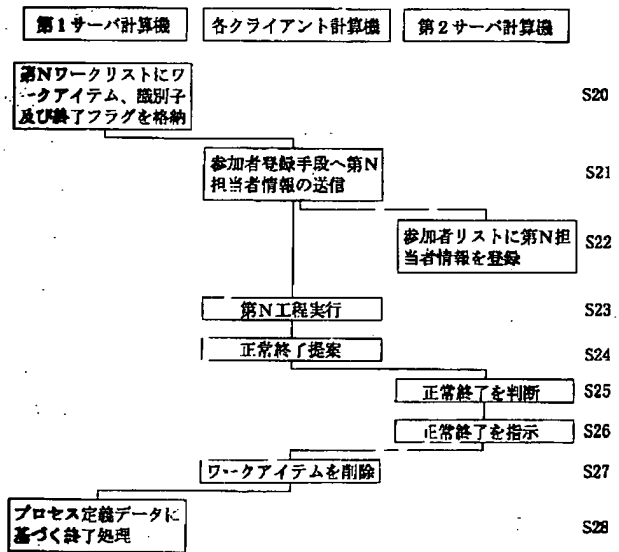 第1サーバ計算機
各クライアント計算機
第2サーバ計算機
第Nワークリストにワ
ークアイテム、識別子
及び終了フラグを格納
S20
参加者登録手段へ第N
担当者情報の送信
S21
参加者リストに第N担
当者情報を登録
S22
第N工程実行
S23
正常終了提案
S24
正常終了を判断
S25
正常終了を指示
S26
ワークアイテムを削除
S27
プロセス定義データに
基づく終了処理
S28